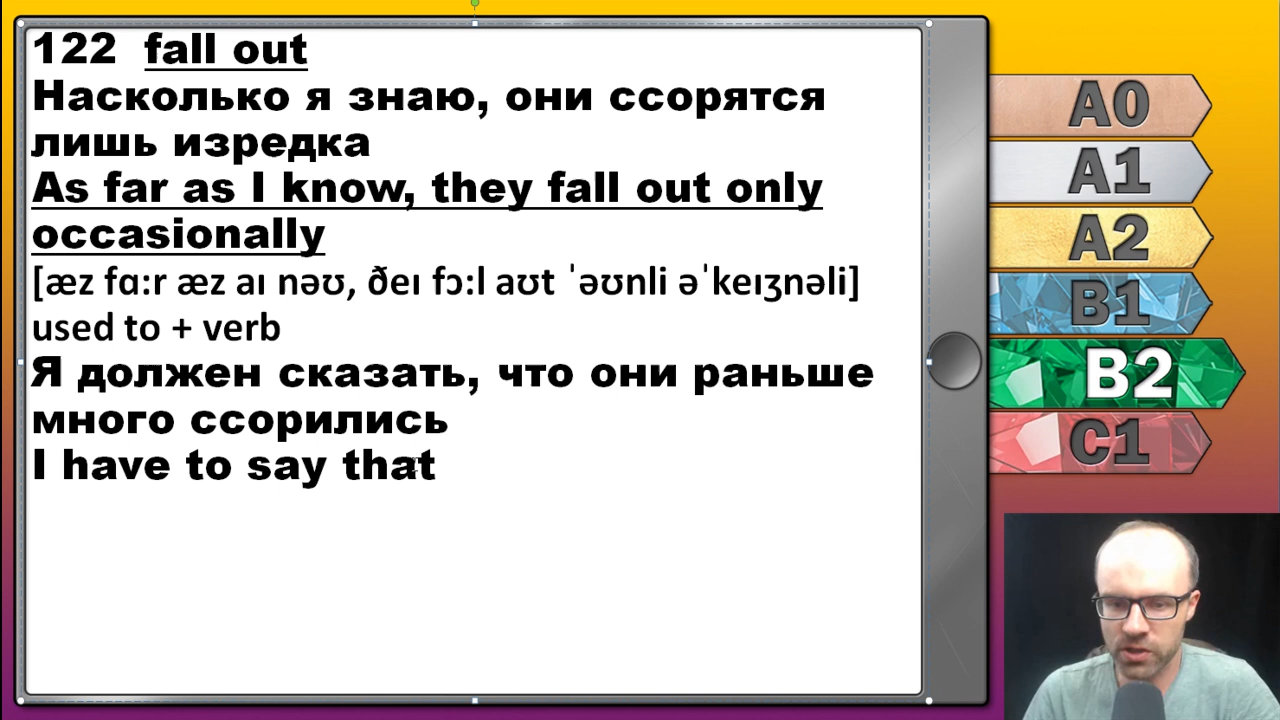 122 fall out
Насколько я знаю, они ссорятся
лишь изредка
As far as I know, they fall out only
occasionally
[æz fɑ:r æz aɪ nəʊ, ðeɪ fɔ:l aʊt ˈəʊnli əˈkeɪʒnəli]
used to + verb
Я должен сказать, что они раньше
много ссорились
I have to say that
A0
A1
A2
B1
B2
C1